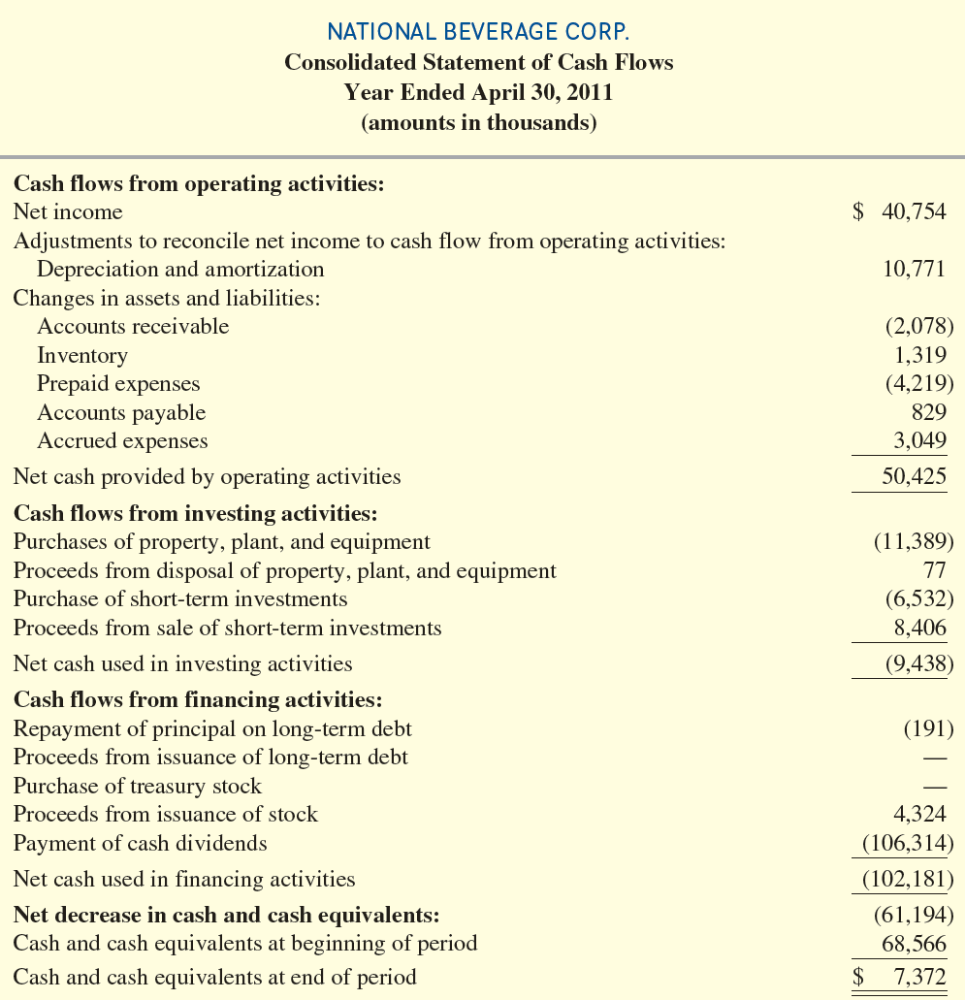 NATIONAL BEVERAGE CORP.
Consolidated Statement of Cash Flows
Year Ended April 30, 2011
(amounts in thousands)
Cash flows from operating activities:
Net income $ 40,754
Adjustments to reconcile net income to cash flow from operating activities:
Depreciation and amortization 10,771
Changes in assets and liabilities:
Accounts receivable (2,078)
Inventory 1,319
Prepaid expenses (4,219)
Accounts payable 829
Accrued expenses 3,049
Net cash provided by operating activities 50,425
Cash flows from investing activities:
Purchases of property, plant, and equipment (11,389)
Proceeds from disposal of property, plant, and equipment 77
Purchase of short-term investments (6,532)
Proceeds from sale of short-term investments 8,406
Net cash used in investing activities (9,438)
Cash flows from financing activities:
Repayment of principal on long-term debt (191)
Proceeds from issuance of long-term debt —
Purchase of treasury stock —
Proceeds from issuance of stock 4,324
Payment of cash dividends (106,314)
Net cash used in financing activities (102,181)
Net decrease in cash and cash equivalents: (61,194)
Cash and cash equivalents at beginning of period 68,566
Cash and cash equivalents at end of period $ 7,372